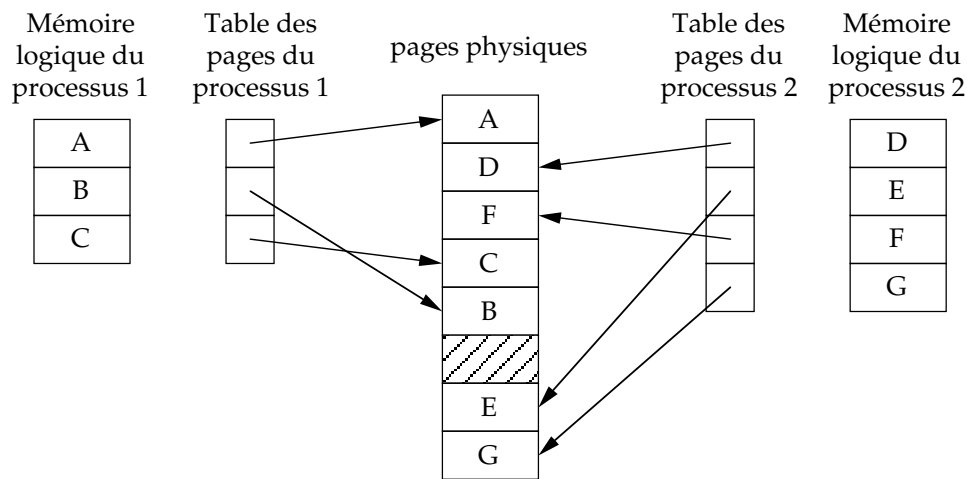 Mémoire
logique du
processus 1
Table des
pages du
processus 1
pages physiques
Table des
pages du
processus 2
Mémoire
logique du
processus 2
A
B
C
A
D
F
C
B
E
G
D
E
F
G